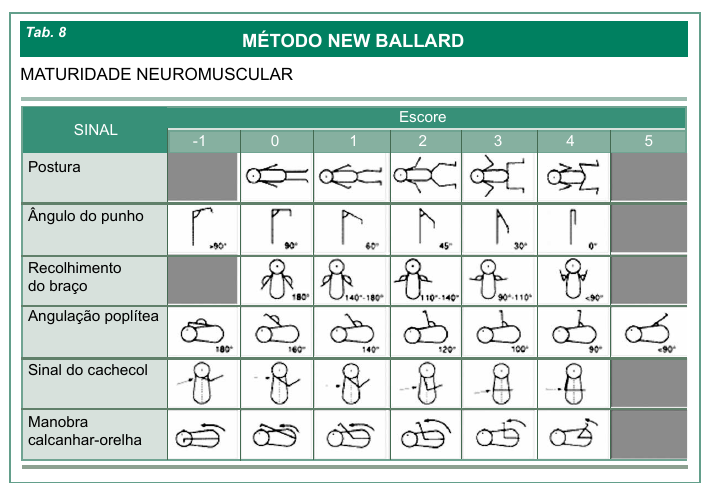 Tab. 8
MÉTODO NEW BALLARD
MATURIDADE NEUROMUSCULAR
SINAL
Escore
-1 0 1 2 3 4 5
Postura
Ângulo do punho
>90° 90° 60° 45° 30° 0°
Recolhimento
do braço
180° 140°-180° 110°-140° 90°-110° <90°
Angulação poplítea
180° 160° 140° 120° 100° 90° <90°
Sinal do cachecol
Manobra
calcanhar-orelha